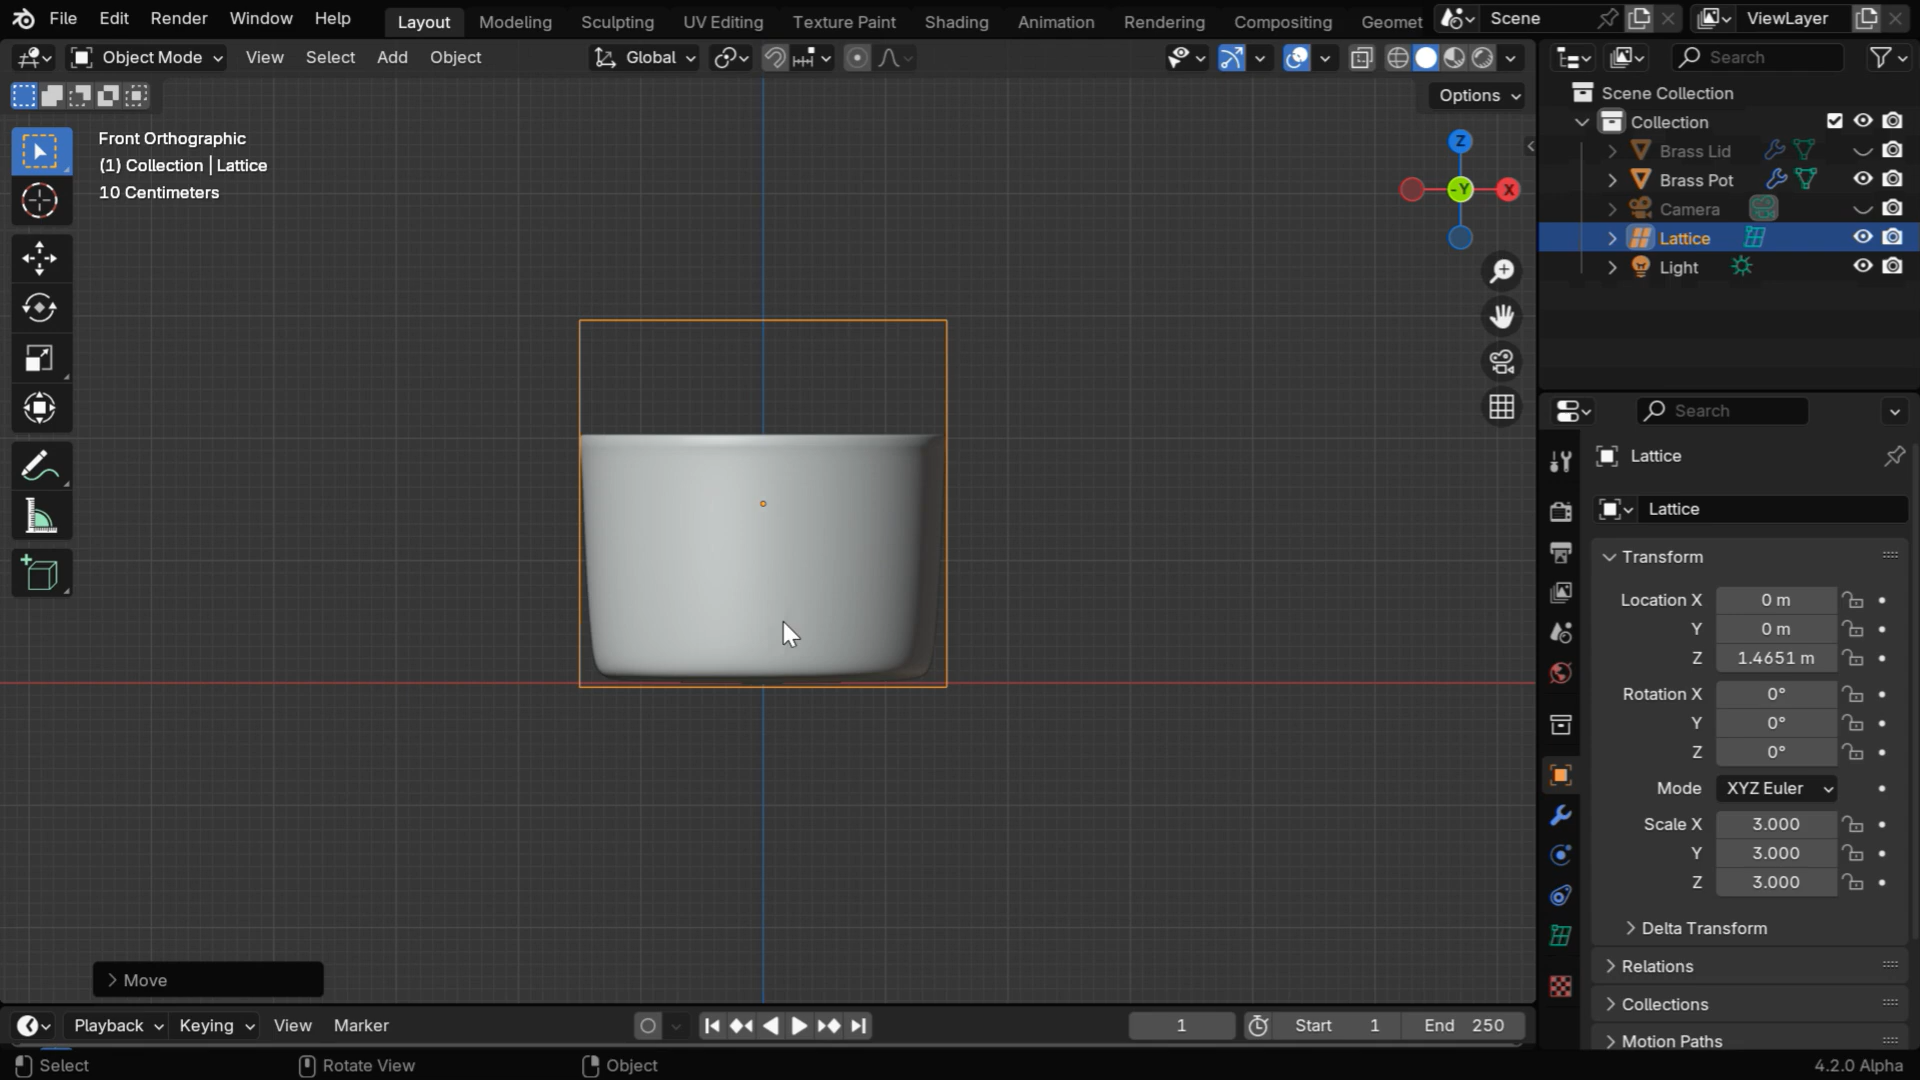 File Edit Render Window Help Layout Modeling Sculpting UV Editing Texture Paint Shading Animation Rendering Compositing Geomet Scene ViewLayer
Object Mode View Select Add Object Global Search
Options
Front Orthographic
(1) Collection | Lattice
10 Centimeters
Z
-Y
X
Scene Collection
Collection
Brass Lid
Brass Pot
Camera
Lattice
Light
Search
Lattice
Lattice
Transform
Location X 0 m
Y 0 m
Z 1.4651 m
Rotation X 0°
Y 0°
Z 0°
Mode XYZ Euler
Scale X 3.000
Y 3.000
Z 3.000
Delta Transform
Relations
Collections
Motion Paths
Move
Playback Keying View Marker 1 Start 1 End 250
Select Rotate View Object 4.2.0 Alpha